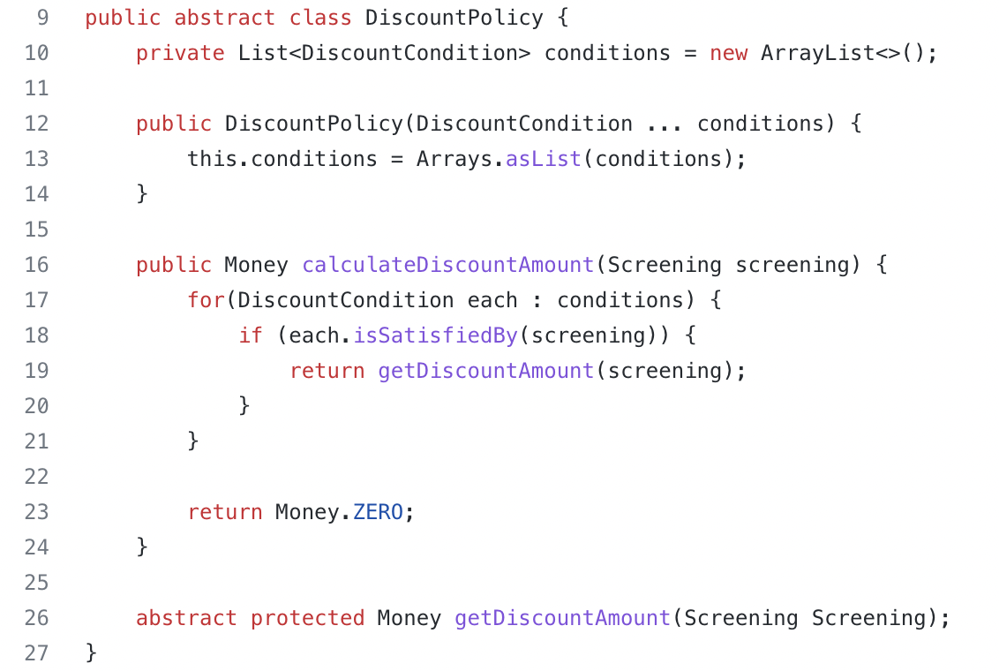 9 public abstract class DiscountPolicy {
10     private List<DiscountCondition> conditions = new ArrayList<>();
11
12     public DiscountPolicy(DiscountCondition ... conditions) {
13         this.conditions = Arrays.asList(conditions);
14     }
15
16     public Money calculateDiscountAmount(Screening screening) {
17         for(DiscountCondition each : conditions) {
18             if (each.isSatisfiedBy(screening)) {
19                 return getDiscountAmount(screening);
20             }
21         }
22
23         return Money.ZERO;
24     }
25
26     abstract protected Money getDiscountAmount(Screening Screening);
27 }